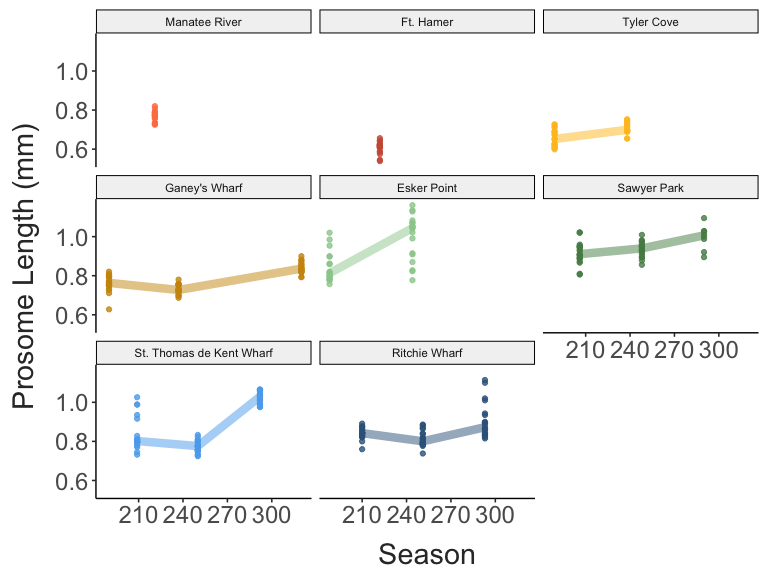 Manatee River Ft. Hamer Tyler Cove
1.0
0.8
0.6
Ganey's Wharf Esker Point Sawyer Park
1.0
0.8
0.6
210 240 270 300
St. Thomas de Kent Wharf Ritchie Wharf
1.0
0.8
0.6
210 240 270 300 210 240 270 300
Prosome Length (mm)
Season